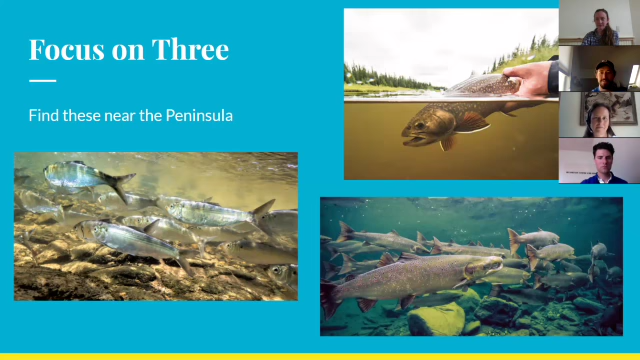 Focus on Three
Find these near the Peninsula